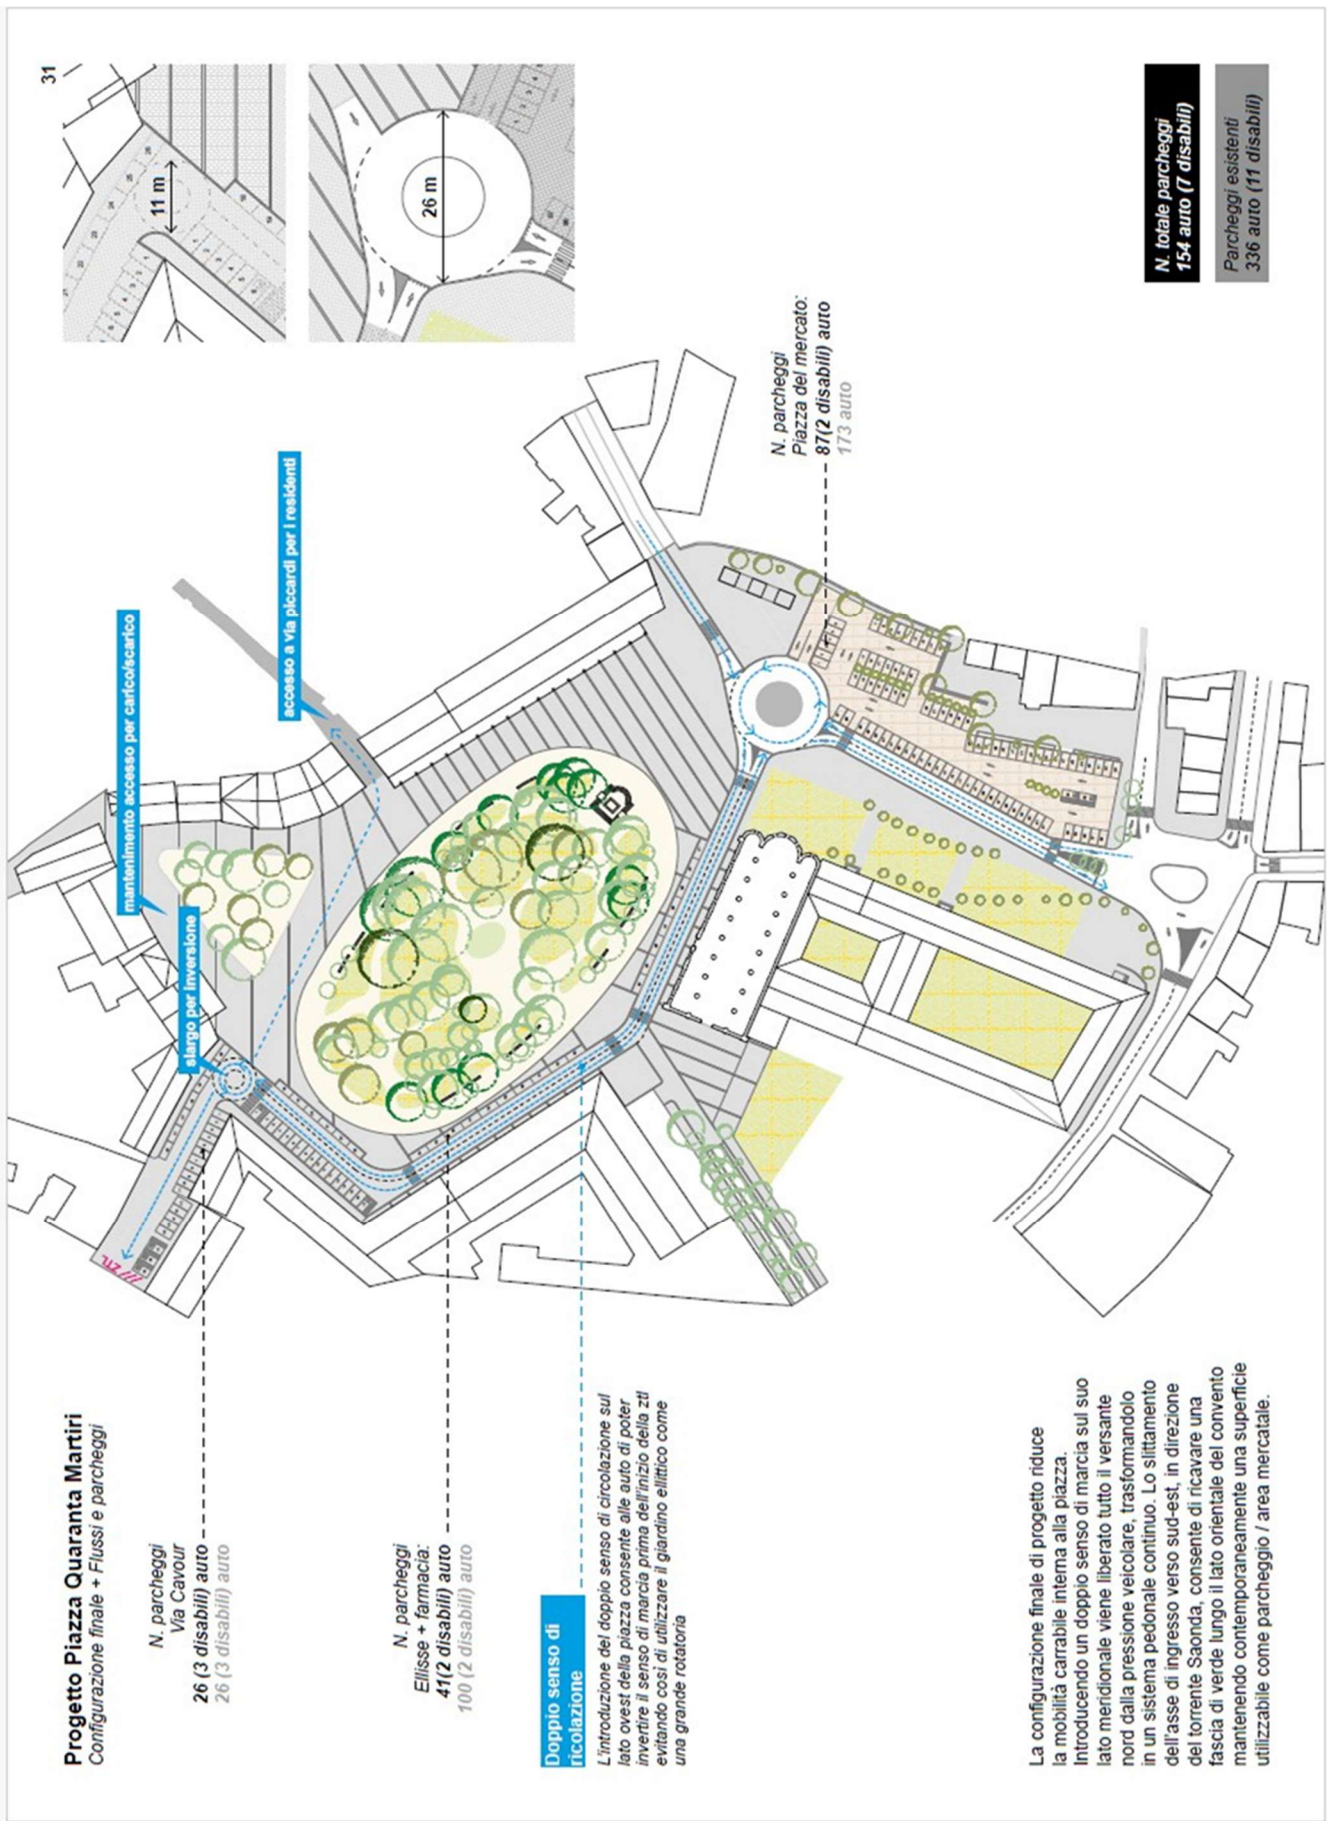 31
Progetto Piazza Quaranta Martiri
Configurazione finale + Flussi e parcheggi
N. parcheggi
Via Cavour
26 (3 disabili) auto
26 (3 disabili) auto
N. parcheggi
Ellisse + farmacia:
41(2 disabili) auto
100 (2 disabili) auto
Doppio senso di
ricolazione
L'introduzione del doppio senso di circolazione sul
lato ovest della piazza consente alle auto di poter
invertire il senso di marcia prima dell'inizio della ztl
evitando così di utilizzare il giardino ellittico come
una grande rotatoria
La configurazione finale di progetto riduce
la mobilità carrabile interna alla piazza.
Introducendo un doppio senso di marcia sul suo
lato meridionale viene liberato tutto il versante
nord dalla pressione veicolare, trasformandolo
in un sistema pedonale continuo. Lo slittamento
dell'asse di ingresso verso sud-est, in direzione
del torrente Saonda, consente di ricavare una
fascia di verde lungo il lato orientale del convento
mantenendo contemporaneamente una superficie
utilizzabile come parcheggio / area mercatale.
///ZTL
slargo per inversione
mantenimento accesso per carico/scarico
accesso a via piccardi per i residenti
N. parcheggi
Piazza del mercato:
87(2 disabili) auto
173 auto
11 m
26 m
N. totale parcheggi
154 auto (7 disabili)
Parcheggi esistenti
336 auto (11 disabili)